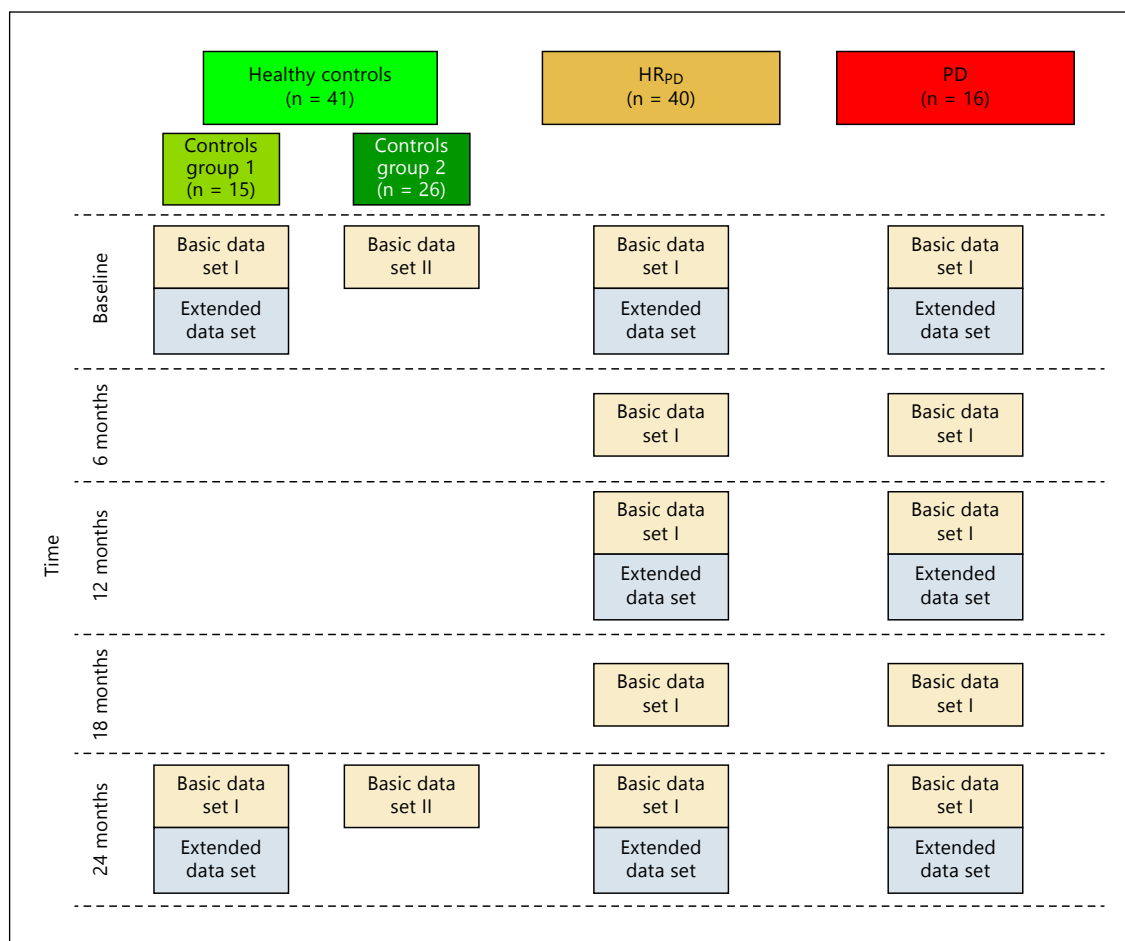 Healthy controls
(n = 41)
HRPD
(n = 40)
PD
(n = 16)
Controls
group 1
(n = 15)
Controls
group 2
(n = 26)
Time
Baseline
Basic data
set I
Extended
data set
Basic data
set II
Basic data
set I
Extended
data set
Basic data
set I
Extended
data set
6 months
Basic data
set I
Basic data
set I
12 months
Basic data
set I
Extended
data set
Basic data
set I
Extended
data set
18 months
Basic data
set I
Basic data
set I
24 months
Basic data
set I
Extended
data set
Basic data
set II
Basic data
set I
Extended
data set
Basic data
set I
Extended
data set